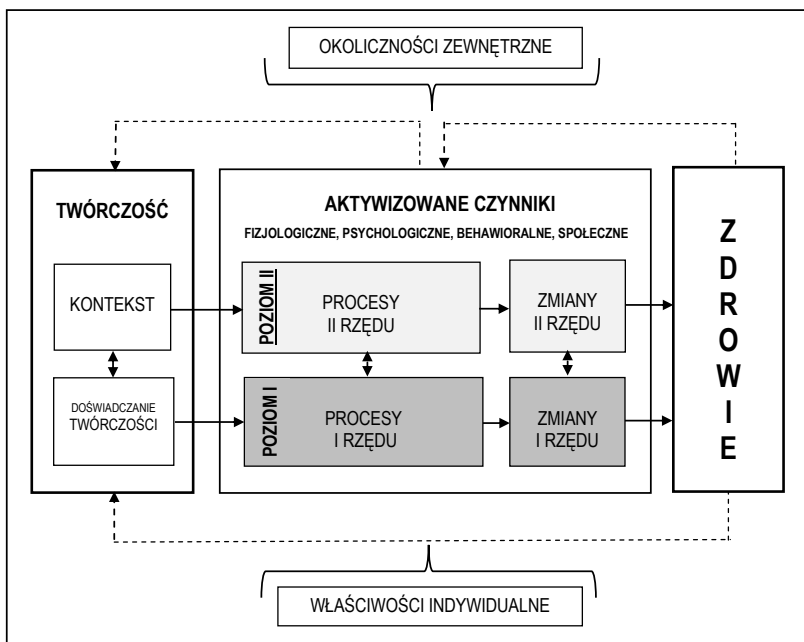 OKOLICZNOŚCI ZEWNĘTRZNE
TWÓRCZOŚĆ
KONTEKST
DOŚWIADCZANIE
TWÓRCZOŚCI
AKTYWIZOWANE CZYNNIKI
FIZJOLOGICZNE, PSYCHOLOGICZNE, BEHAWIORALNE, SPOŁECZNE
POZIOM II
PROCESY
II RZĘDU
ZMIANY
II RZĘDU
POZIOM I
PROCESY
I RZĘDU
ZMIANY
I RZĘDU
Z
D
R
O
W
I
E
WŁAŚCIWOŚCI INDYWIDUALNE